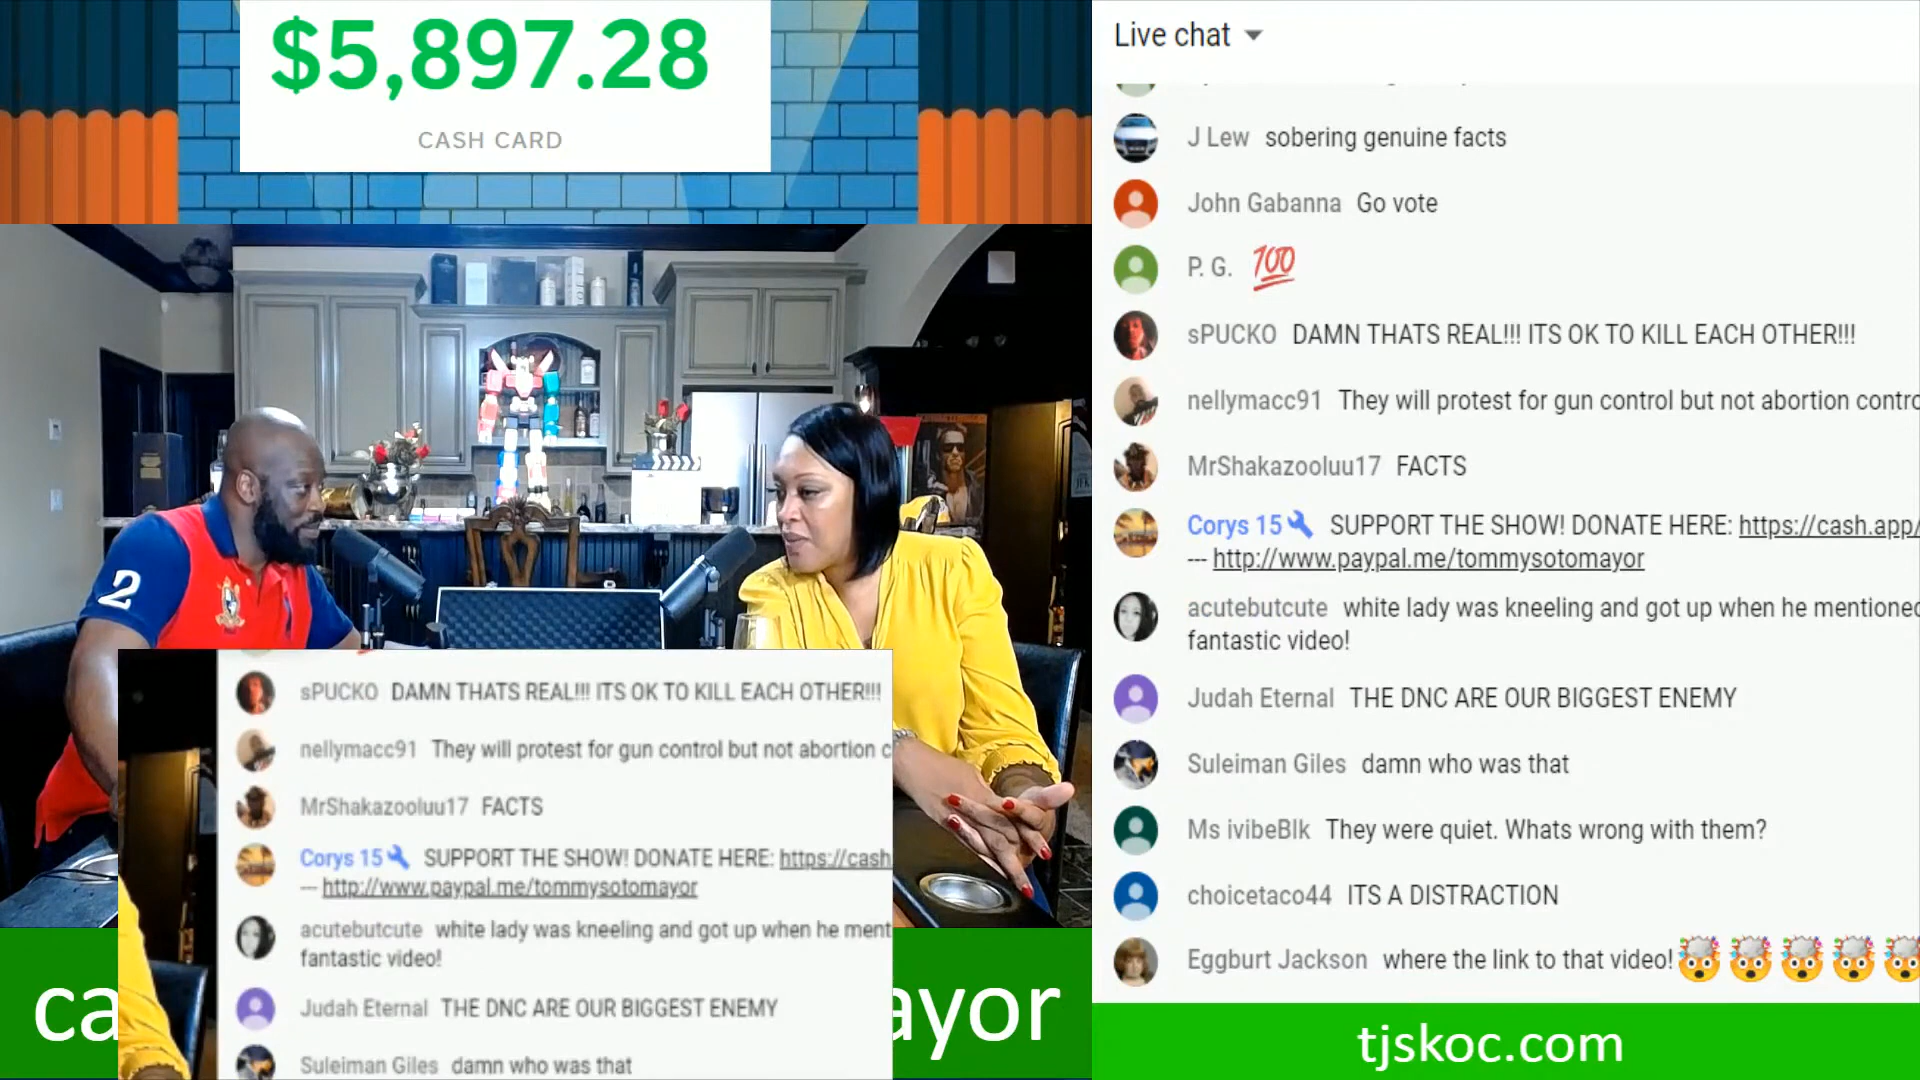 $5,897.28
CASH CARD
2
Live chat
J Lew sobering genuine facts
John Gabanna Go vote
P. G. 💯
sPUCKO DAMN THATS REAL!!! ITS OK TO KILL EACH OTHER!!!
nellymacc91 They will protest for gun control but not abortion contro
MrShakazooluu17 FACTS
Corys 15 SUPPORT THE SHOW! DONATE HERE: https://cash.app/
--- http://www.paypal.me/tommysotomayor
acutebutcute white lady was kneeling and got up when he mentioned
fantastic video!
Judah Eternal THE DNC ARE OUR BIGGEST ENEMY
Suleiman Giles damn who was that
Ms ivibeBlk They were quiet. Whats wrong with them?
choicetaco44 ITS A DISTRACTION
Eggburt Jackson where the link to that video!🤯🤯🤯🤯🤯
tjskoc.com
sPUCKO DAMN THATS REAL!!! ITS OK TO KILL EACH OTHER!!!
nellymacc91 They will protest for gun control but not abortion c
MrShakazooluu17 FACTS
Corys 15 SUPPORT THE SHOW! DONATE HERE: https://cash
--- http://www.paypal.me/tommysotomayor
acutebutcute white lady was kneeling and got up when he ment
fantastic video!
Judah Eternal THE DNC ARE OUR BIGGEST ENEMY
Suleiman Giles damn who was that
ca
ayor